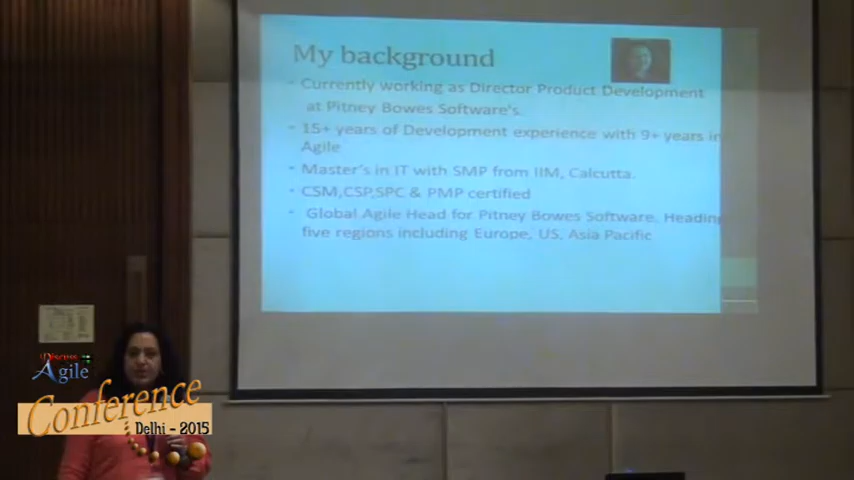 My background
- Currently working as Director Product Development
at Pitney Bowes Software's.
- 15+ years of Development experience with 9+ years in
Agile
- Master's in IT with SMP from IIM, Calcutta.
- CSM,CSP,SPC & PMP certified
- Global Agile Head for Pitney Bowes Software. Heading
five regions including Europe, US, Asia Pacific
Discuss
Agile
Conference
Delhi - 2015